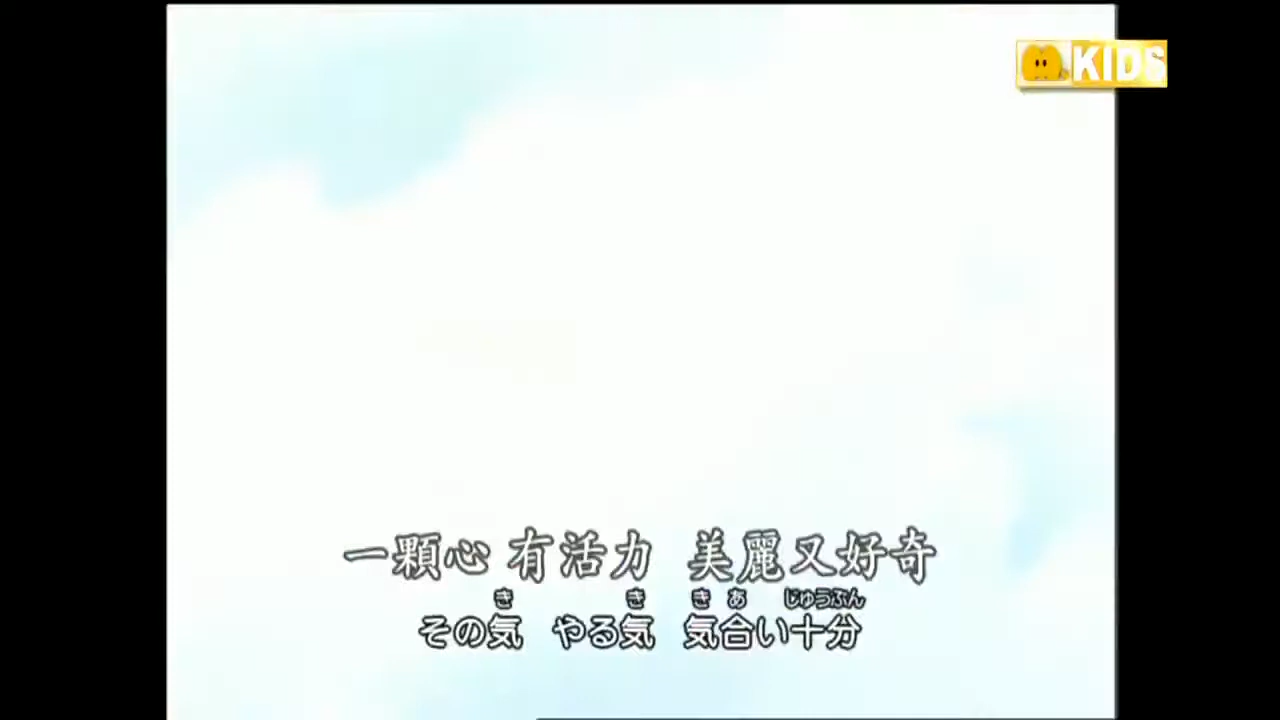 KIDS
一顆心 有活力 美麗又好奇
き き きあ じゅうぶん
その気 やる気 気合い十分